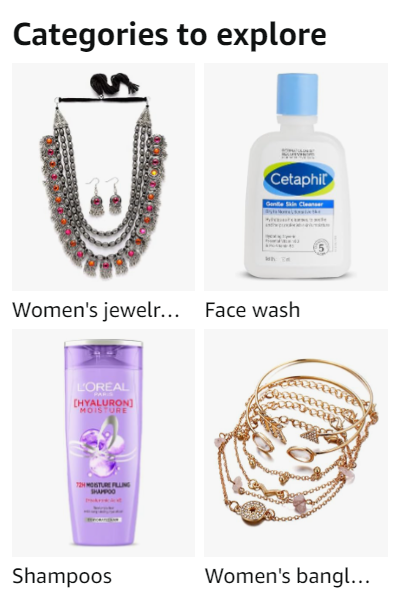 Categories to explore
Cetaphil
Gentle Skin Cleanser
Women's jewelr...
Face wash
L'ORÉAL
PARIS
[HYALURON]
MOISTURE
72H MOISTURE FILLING
SHAMPOO
Shampoos
Women's bangl...